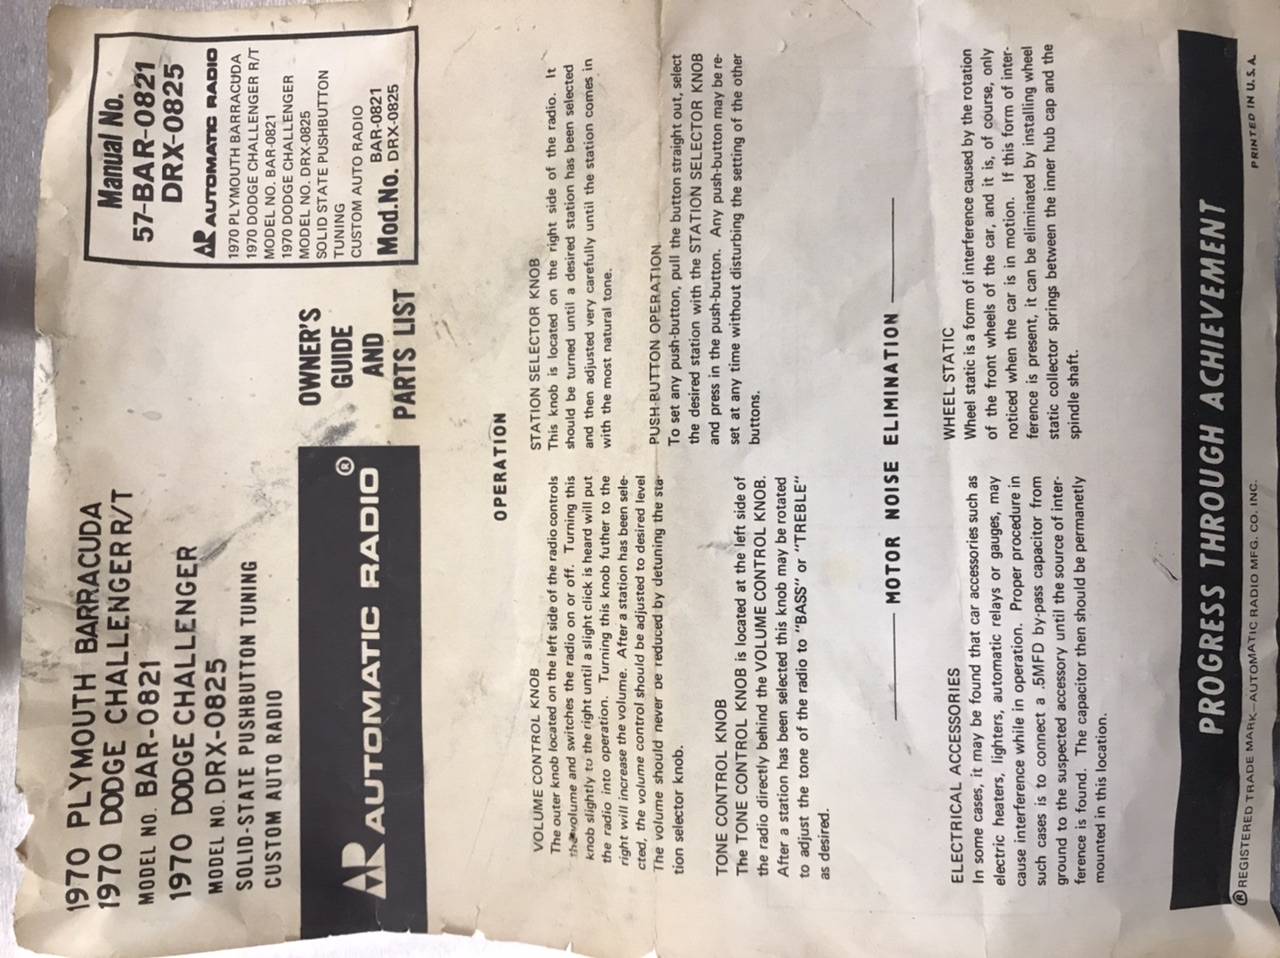 1970 PLYMOUTH BARRACUDA
1970 DODGE CHALLENGER R/T
MODEL NO. BAR-0821
1970 DODGE CHALLENGER
MODEL NO. DRX-0825
SOLID-STATE PUSHBUTTON TUNING
CUSTOM AUTO RADIO
AR AUTOMATIC RADIO®
OWNER'S
GUIDE
AND
PARTS LIST
Manual No.
57-BAR-0821
DRX-0825
AR AUTOMATIC RADIO
1970 PLYMOUTH BARRACUDA
1970 DODGE CHALLENGER R/T
MODEL NO. BAR-0821
1970 DODGE CHALLENGER
MODEL NO. DRX-0825
SOLID STATE PUSHBUTTON
TUNING
CUSTOM AUTO RADIO
BAR-0821
Mod.No. DRX-0825
OPERATION
VOLUME CONTROL KNOB
The outer knob located on the left side of the radio controls
the volume and switches the radio on or off. Turning this
knob slightly to the right until a slight click is heard will put
the radio into operation. Turning this knob futher to the
right will increase the volume. After a station has been sele-
cted, the volume control should be adjusted to desired level
The volume should never be reduced by detuning the sta-
tion selector knob.
TONE CONTROL KNOB
The TONE CONTROL KNOB is located at the left side of
the radio directly behind the VOLUME CONTROL KNOB.
After a station has been selected this knob may be rotated
to adjust the tone of the radio to "BASS" or "TREBLE"
as desired.
STATION SELECTOR KNOB
This knob is located on the right side of the radio. It
should be turned until a desired station has been selected
and then adjusted very carefully until the station comes in
with the most natural tone.
PUSH-BUTTON OPERATION
To set any push-button, pull the button straight out, select
the desired station with the STATION SELECTOR KNOB
and press in the push-button. Any push-button may be re-
set at any time without disturbing the setting of the other
buttons.
MOTOR NOISE ELIMINATION
ELECTRICAL ACCESSORIES
In some cases, it may be found that car accessories such as
electric heaters, lighters, automatic relays or gauges, may
cause interference while in operation. Proper procedure in
such cases is to connect a .5MFD by-pass capacitor from
ground to the suspected accessory until the source of inter-
ference is found. The capacitor then should be permanetly
mounted in this location.
WHEEL STATIC
Wheel static is a form of interference caused by the rotation
of the front wheels of the car, and it is, of course, only
noticed when the car is in motion. If this form of inter-
ference is present, it can be eliminated by installing wheel
static collector springs between the inner hub cap and the
spindle shaft.
PROGRESS THROUGH ACHIEVEMENT
® REGISTERED TRADE MARK—AUTOMATIC RADIO MFG. CO. INC.
PRINTED IN U.S.A.